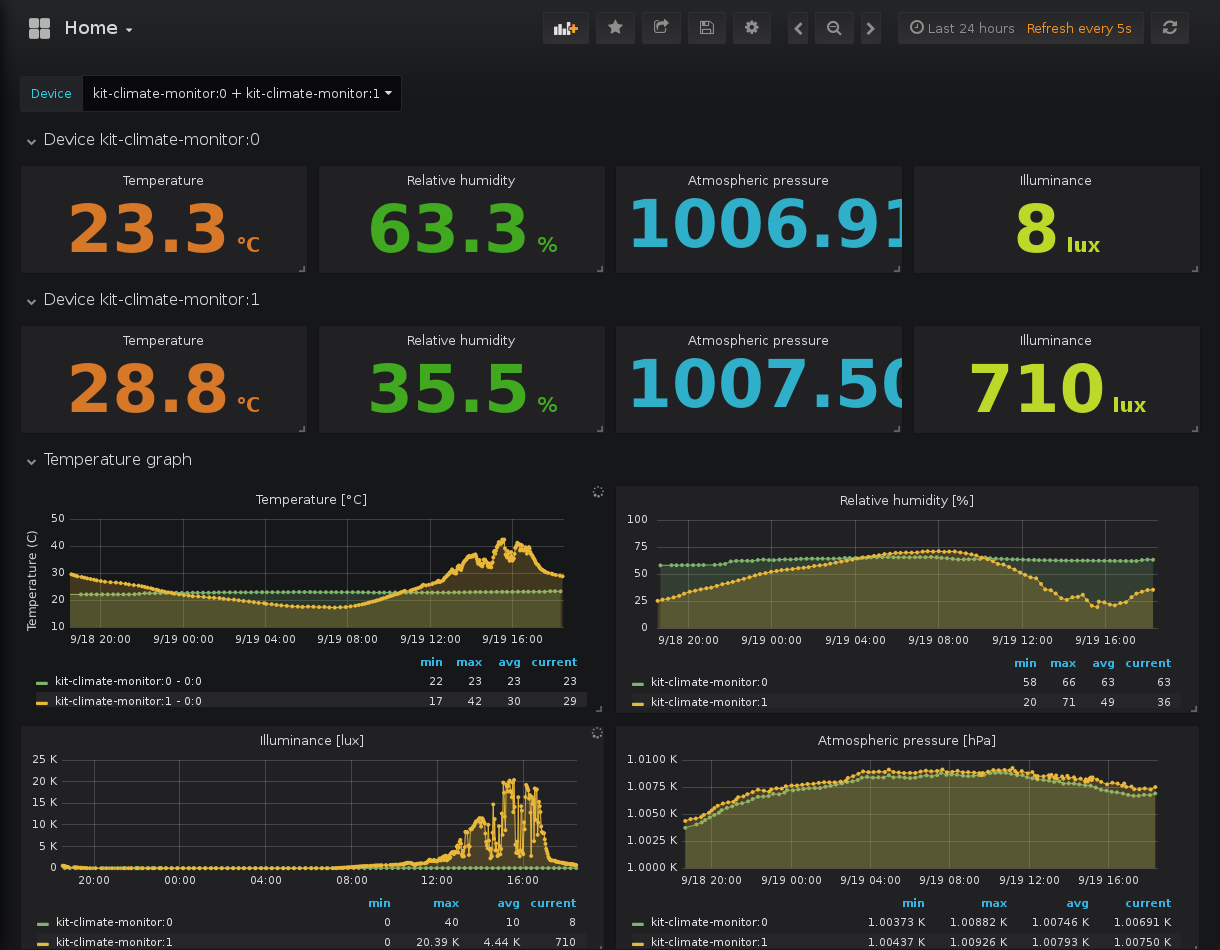 Home
Last 24 hours Refresh every 5s
Device kit-climate-monitor:0 + kit-climate-monitor:1
Device kit-climate-monitor:0
Temperature Relative humidity Atmospheric pressure Illuminance
23.3 °C 63.3 % 1006.91 8 lux
Device kit-climate-monitor:1
Temperature Relative humidity Atmospheric pressure Illuminance
28.8 °C 35.5 % 1007.50 710 lux
Temperature graph
Temperature [°C]
Temperature (C)
50
40
30
20
10
9/18 20:00 9/19 00:00 9/19 04:00 9/19 08:00 9/19 12:00 9/19 16:00
min max avg current
kit-climate-monitor:0 - 0:0 22 23 23 23
kit-climate-monitor:1 - 0:0 17 42 30 29
Relative humidity [%]
100
75
50
25
0
9/18 20:00 9/19 00:00 9/19 04:00 9/19 08:00 9/19 12:00 9/19 16:00
min max avg current
kit-climate-monitor:0 58 66 63 63
kit-climate-monitor:1 20 71 49 36
Illuminance [lux]
25 K
20 K
15 K
10 K
5 K
0
20:00 00:00 04:00 08:00 12:00 16:00
min max avg current
kit-climate-monitor:0 0 40 10 8
kit-climate-monitor:1 0 20.39 K 4.44 K 710
Atmospheric pressure [hPa]
1.0100 K
1.0075 K
1.0050 K
1.0025 K
1.0000 K
9/18 20:00 9/19 00:00 9/19 04:00 9/19 08:00 9/19 12:00 9/19 16:00
min max avg current
kit-climate-monitor:0 1.00373 K 1.00882 K 1.00746 K 1.00691 K
kit-climate-monitor:1 1.00437 K 1.00926 K 1.00793 K 1.00750 K